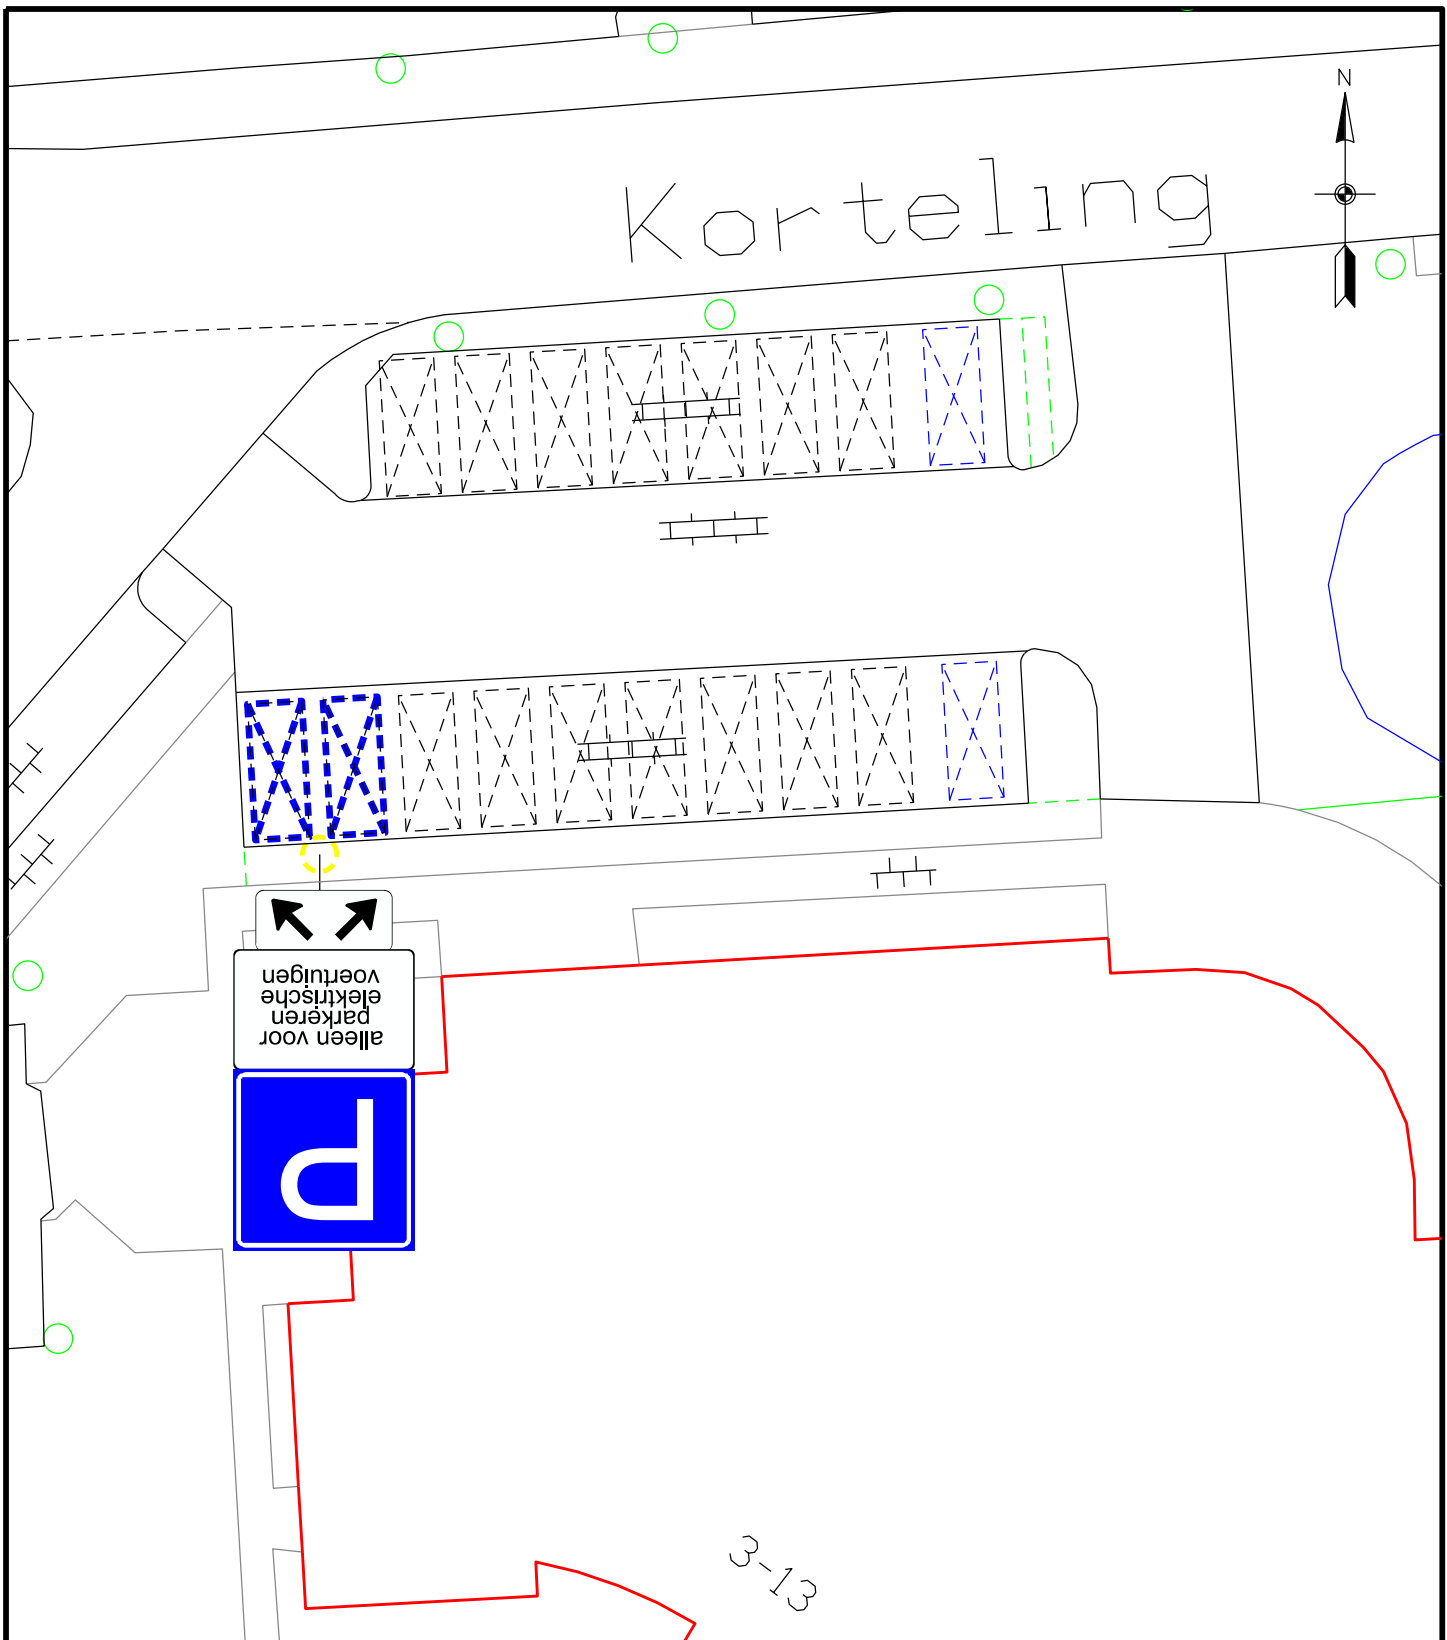 N
Korteling
alleen voor
parkeren
elektrische
voertuigen
P
3-13